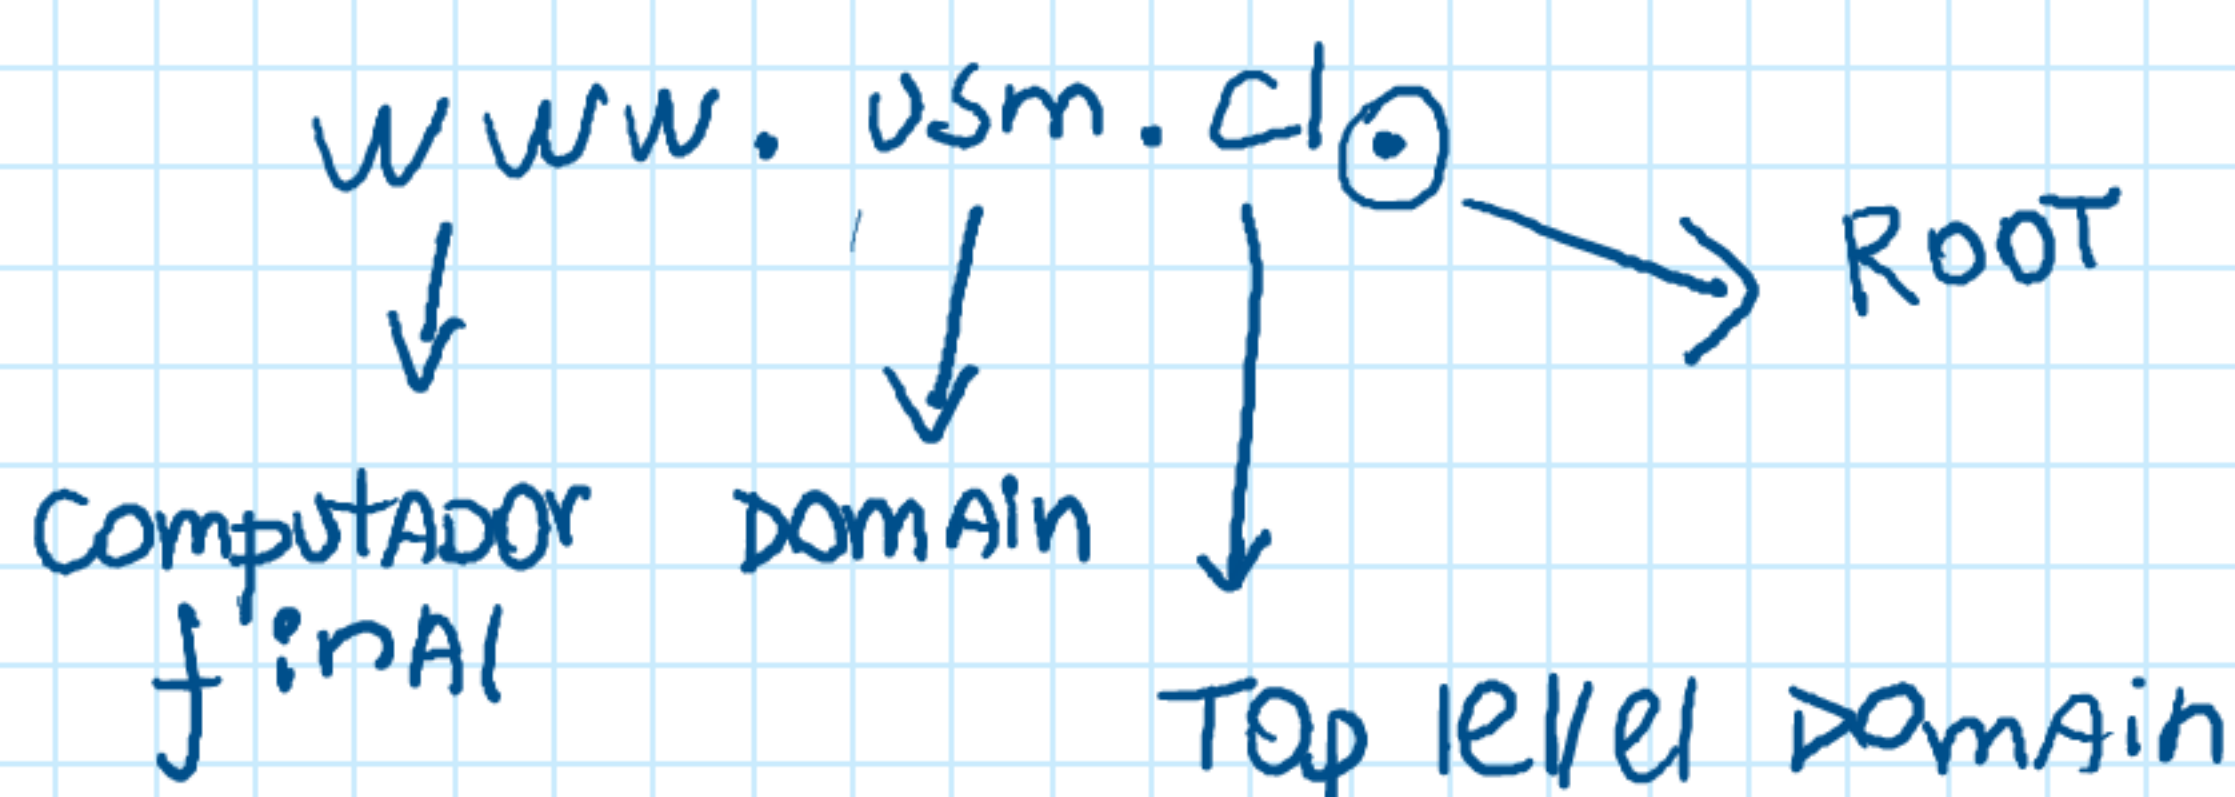 www. usm. cl.
ROOT
computador DOMAin
final
Top level DOMAin